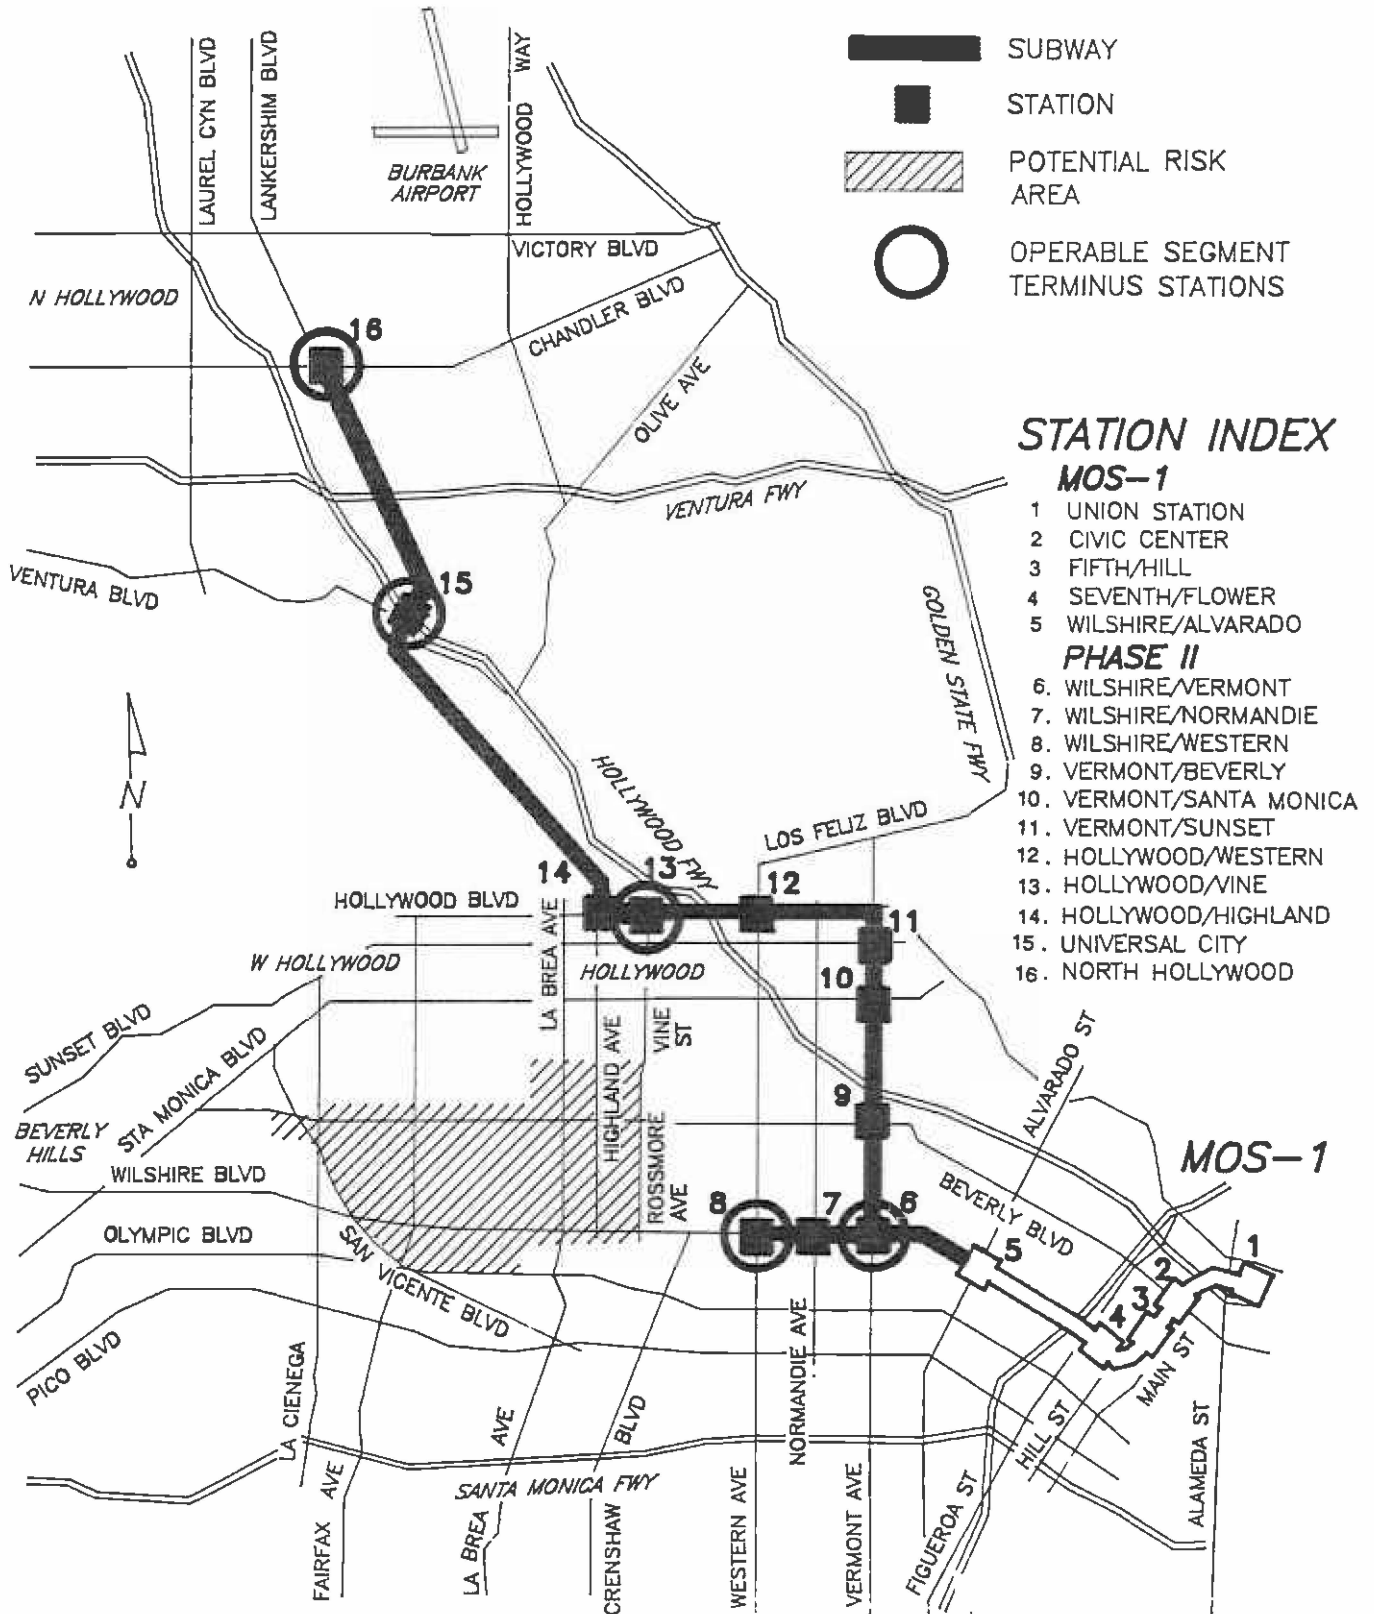 SUBWAY
STATION
POTENTIAL RISK
AREA
OPERABLE SEGMENT
TERMINUS STATIONS
LAUREL CYN BLVD
LANKERSHIM BLVD
HOLLYWOOD WAY
BURBANK
AIRPORT
VICTORY BLVD
N HOLLYWOOD
CHANDLER BLVD
16
OLIVE AVE
VENTURA FWY
VENTURA BLVD
15
GOLDEN STATE FWY
STATION INDEX
MOS-1
1 UNION STATION
2 CIVIC CENTER
3 FIFTH/HILL
4 SEVENTH/FLOWER
5 WILSHIRE/ALVARADO
PHASE II
6. WILSHIRE/VERMONT
7. WILSHIRE/NORMANDIE
8. WILSHIRE/WESTERN
9. VERMONT/BEVERLY
10. VERMONT/SANTA MONICA
11. VERMONT/SUNSET
12. HOLLYWOOD/WESTERN
13. HOLLYWOOD/VINE
14. HOLLYWOOD/HIGHLAND
15. UNIVERSAL CITY
16. NORTH HOLLYWOOD
N
HOLLYWOOD FWY
LOS FELIZ BLVD
14
13
12
11
HOLLYWOOD BLVD
LA BREA AVE
W HOLLYWOOD
HOLLYWOOD
10
SUNSET BLVD
STA MONICA BLVD
HIGHLAND AVE
VINE
ST
ALVARADO ST
9
BEVERLY
HILLS
WILSHIRE BLVD
ROSSMORE
AVE
MOS-1
8
7
6
BEVERLY BLVD
OLYMPIC BLVD
SAN VICENTE BLVD
5
1
2
3
4
PICO BLVD
LA CIENEGA
NORMANDIE AVE
MAIN ST
HILL ST
ALAMEDA ST
FAIRFAX AVE
LA BREA AVE
SANTA MONICA FWY
CRENSHAW BLVD
WESTERN AVE
VERMONT AVE
FIGUEROA ST